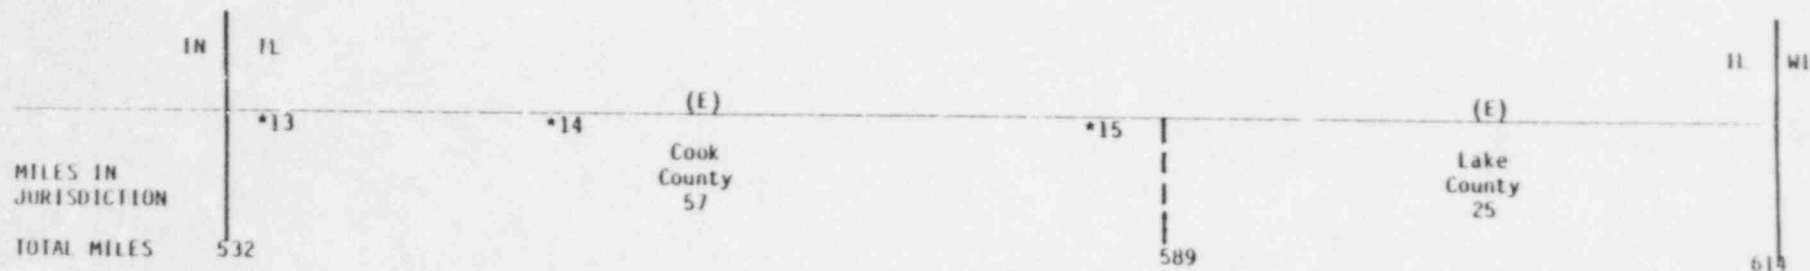 IN IL IL WI
(E) (E)
*13 *14 *15
Cook
County
57
Lake
County
25
MILES IN
JURISDICTION
TOTAL MILES 532 589 614